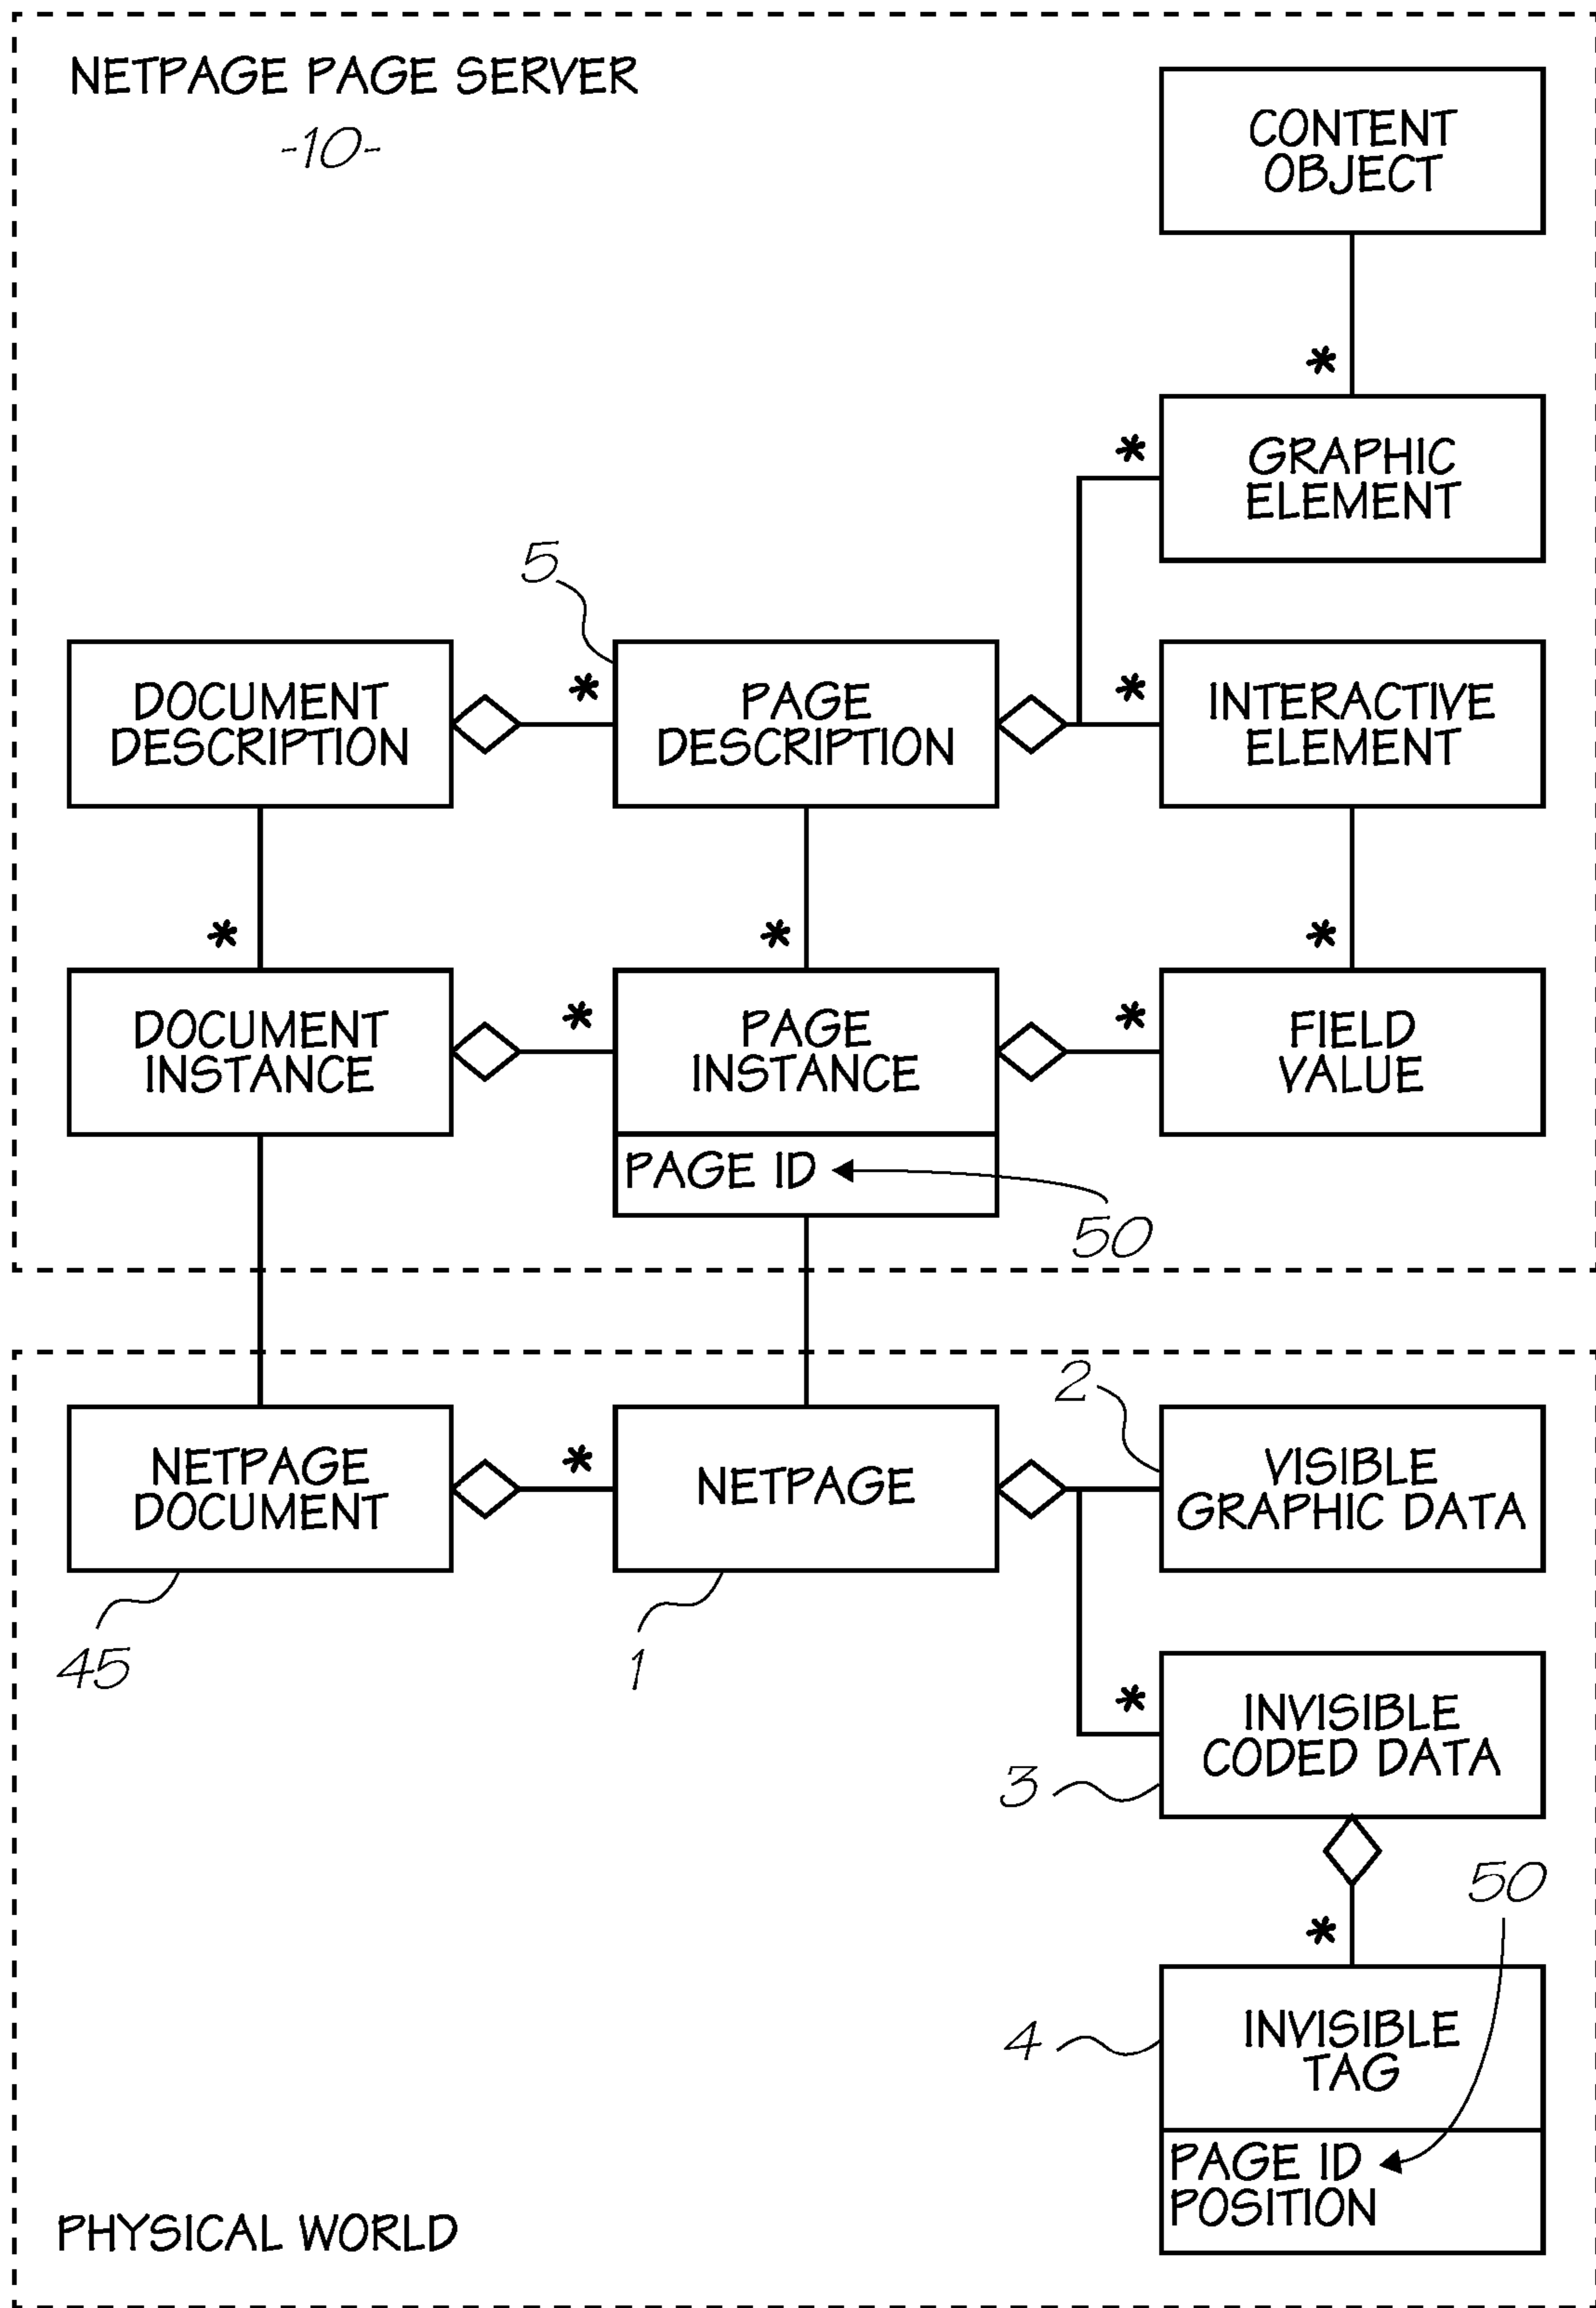 NETPAGE PAGE SERVER
-10-
CONTENT
OBJECT
*
*
GRAPHIC
ELEMENT
5
DOCUMENT
DESCRIPTION
*
PAGE
DESCRIPTION
*
INTERACTIVE
ELEMENT
*
*
*
DOCUMENT
INSTANCE
*
PAGE
INSTANCE
*
FIELD
VALUE
PAGE ID
50
2
NETPAGE
DOCUMENT
*
NETPAGE
VISIBLE
GRAPHIC DATA
45
1
*
INVISIBLE
CODED DATA
3
50
*
4
INVISIBLE
TAG
PAGE ID
POSITION
PHYSICAL WORLD